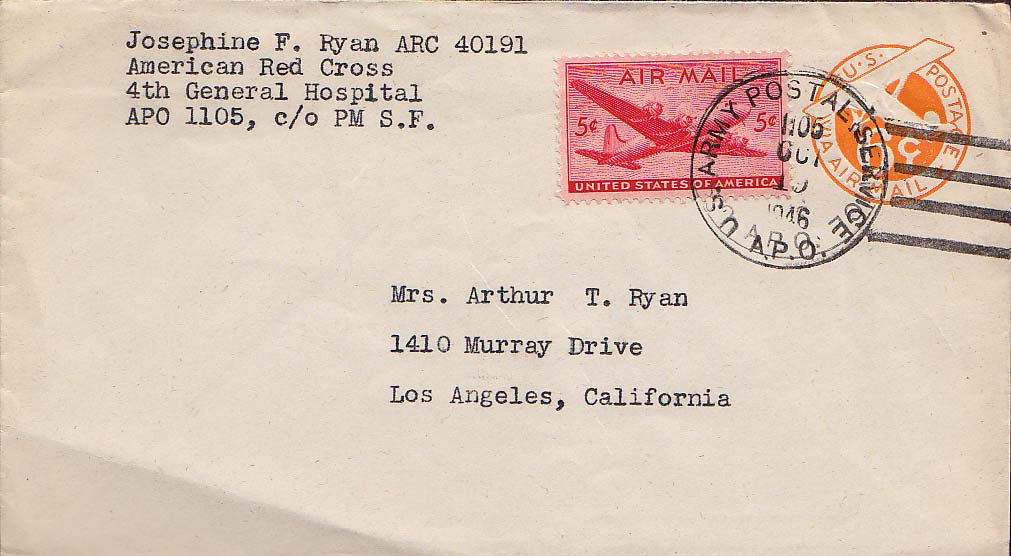 Josephine F. Ryan ARC 40191
American Red Cross
4th General Hospital
APO 1105, c/o PM S.F.
AIR MAIL
5¢ 5¢
UNITED STATES OF AMERICA
U.S. ARMY POSTAL SERVICE
A.P.O.
1105
OCT
1946
U.S. POSTAGE
VIA AIR MAIL
Mrs. Arthur T. Ryan
1410 Murray Drive
Los Angeles, California